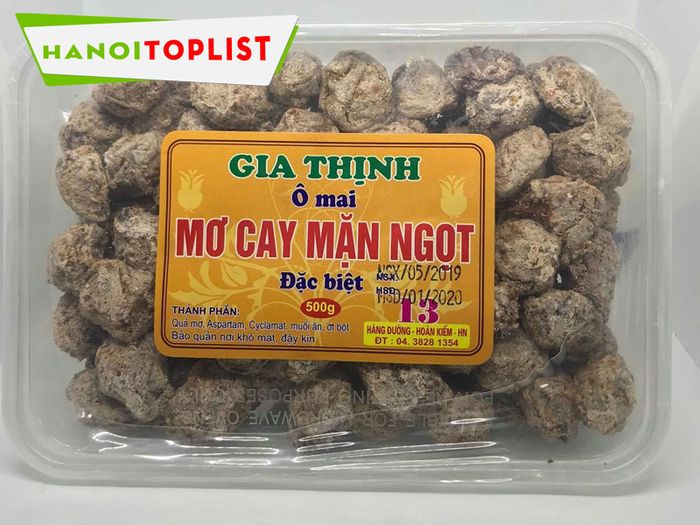 HANOITOPLIST
GIA THỊNH
Ô mai
MƠ CAY MẶN NGỌT
Đặc biệt
500g
NSX: NSX/05/2019
HSD: HSD/01/2020
THÀNH PHẦN:
Quả mơ, Aspartam, Cyclamat, muối ăn, ớt bột
Bảo quản nơi khô mát, đậy kín
13
HÀNG ĐƯỜNG - HOÀN KIẾM - HN
ĐT : 04. 3828 1354